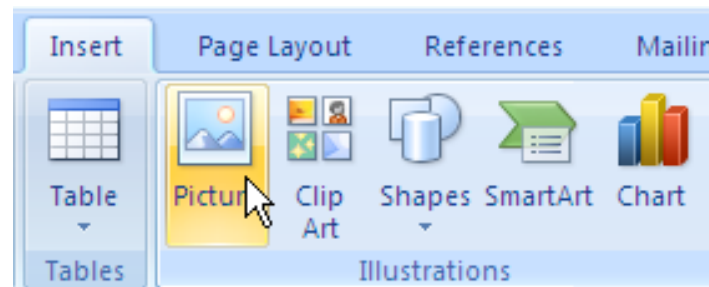 Insert Page Layout References Mailin
Table Pictur Clip Art Shapes SmartArt Chart
Tables Illustrations